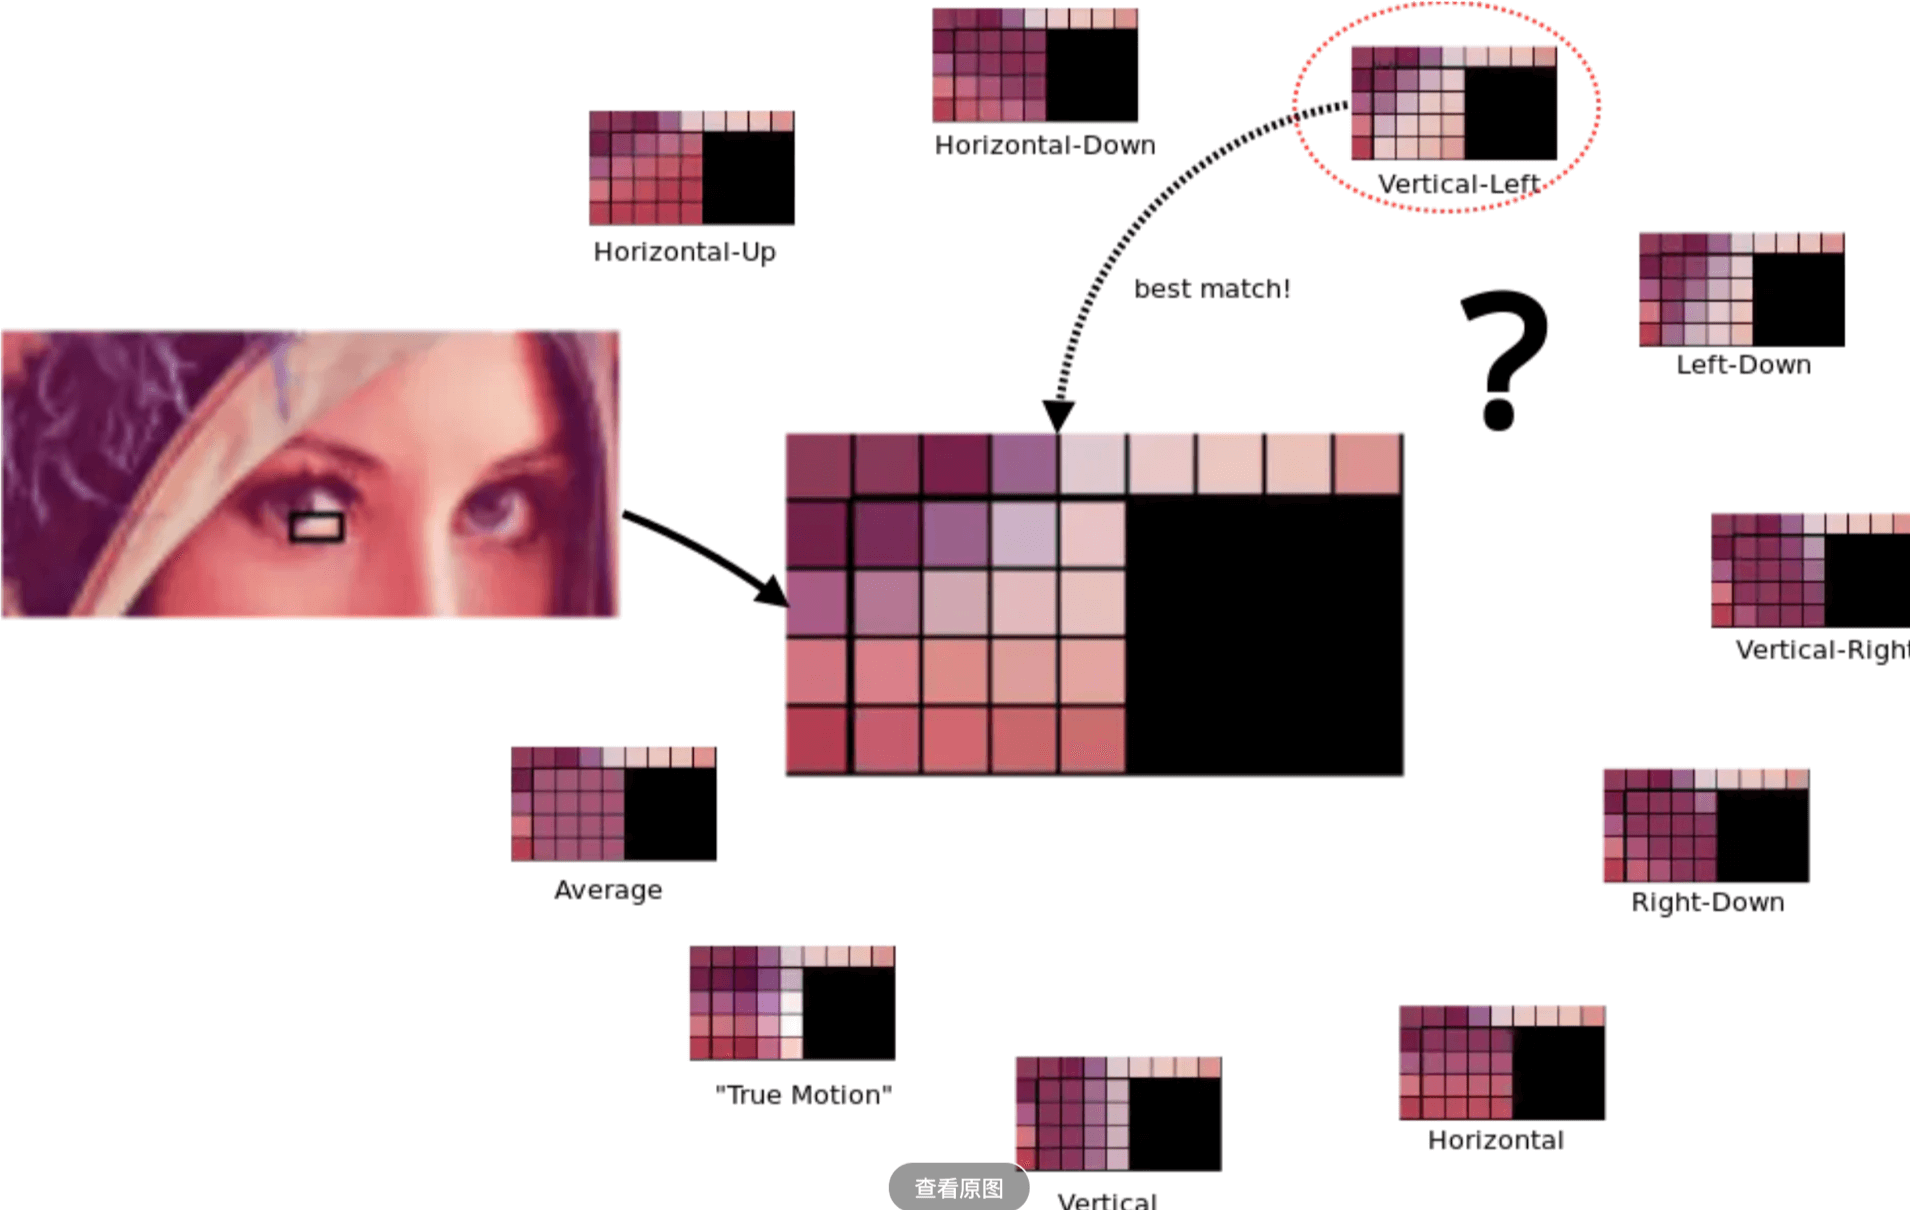 Horizontal-Down
Vertical-Left
Horizontal-Up
best match!
?
Left-Down
Vertical-Right
Average
Right-Down
"True Motion"
Horizontal
查看原图
Vertical